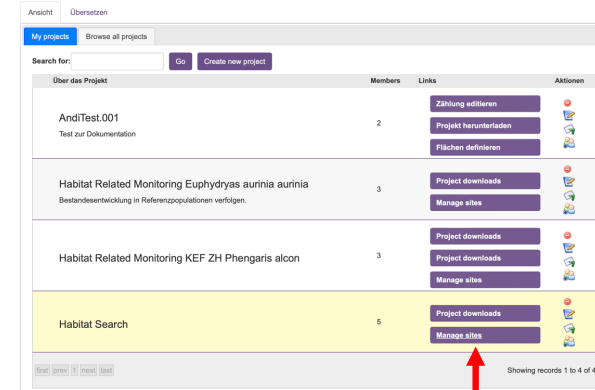 Ansicht Übersetzen
My projects Browse all projects
Search for: Go Create new project
Über das Projekt Members Links Aktionen
AndiTest.001
Test zur Dokumentation
2
Zählung editieren
Projekt herunterladen
Flächen definieren
Habitat Related Monitoring Euphydryas aurinia aurinia
Bestandesentwicklung in Referenzpopulationen verfolgen.
3
Project downloads
Manage sites
Habitat Related Monitoring KEF ZH Phengaris alcon
3
Project downloads
Project downloads
Manage sites
Habitat Search
5
Project downloads
Manage sites
first prev 1 next last Showing records 1 to 4 of 4